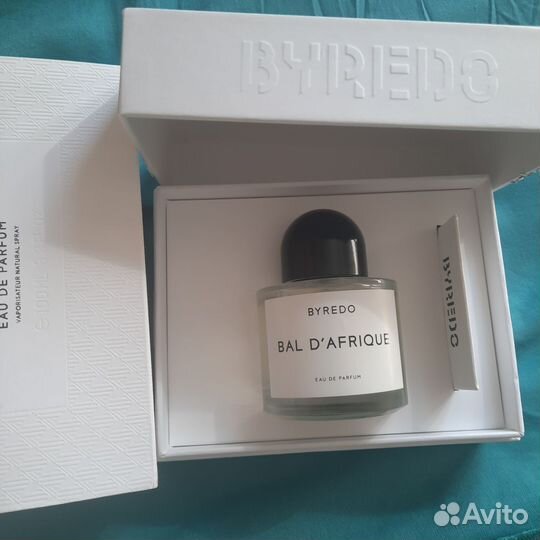 BYREDO
EAU DE PARFUM
VAPORISATEUR NATURAL SPRAY
BYREDO
BAL D'AFRIQUE
EAU DE PARFUM
BYREDO
Avito